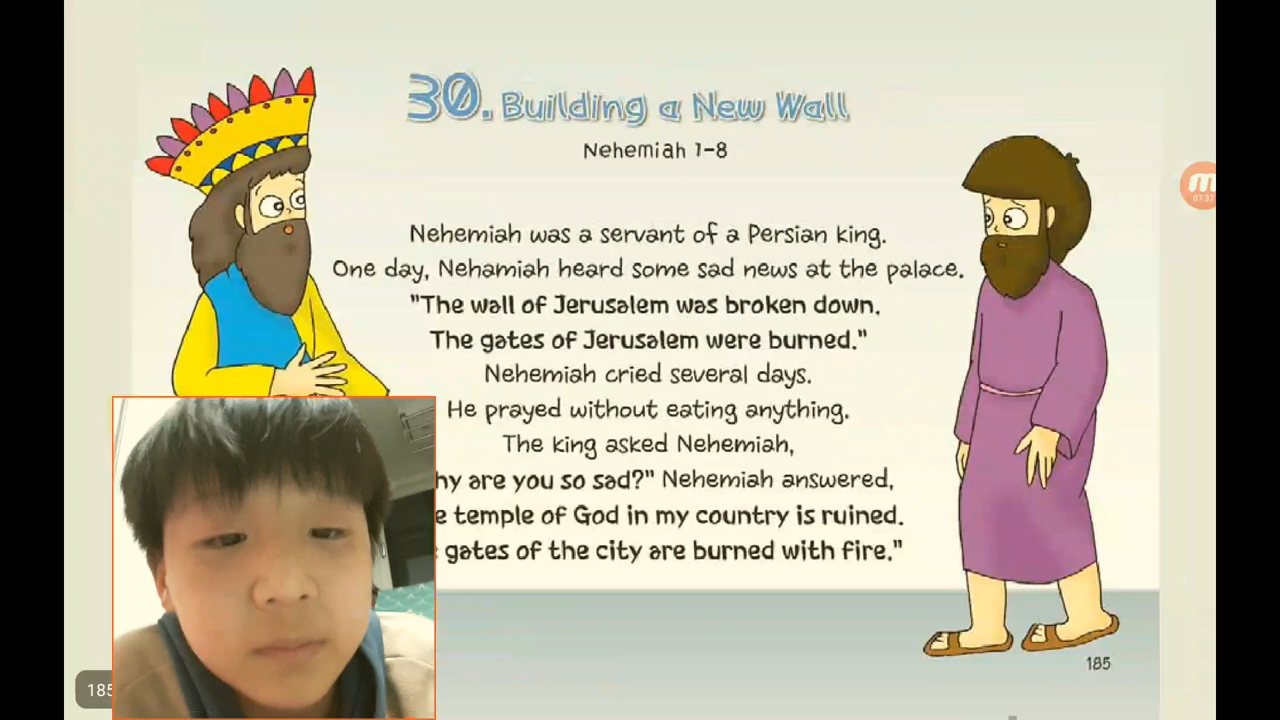 30. Building a New Wall
Nehemiah 1-8
Nehemiah was a servant of a Persian king.
One day, Nehamiah heard some sad news at the palace.
"The wall of Jerusalem was broken down.
The gates of Jerusalem were burned."
Nehemiah cried several days.
He prayed without eating anything.
The king asked Nehemiah,
are you so sad?" Nehemiah answered,
temple of God in my country is ruined.
gates of the city are burned with fire."
185
185
07:37